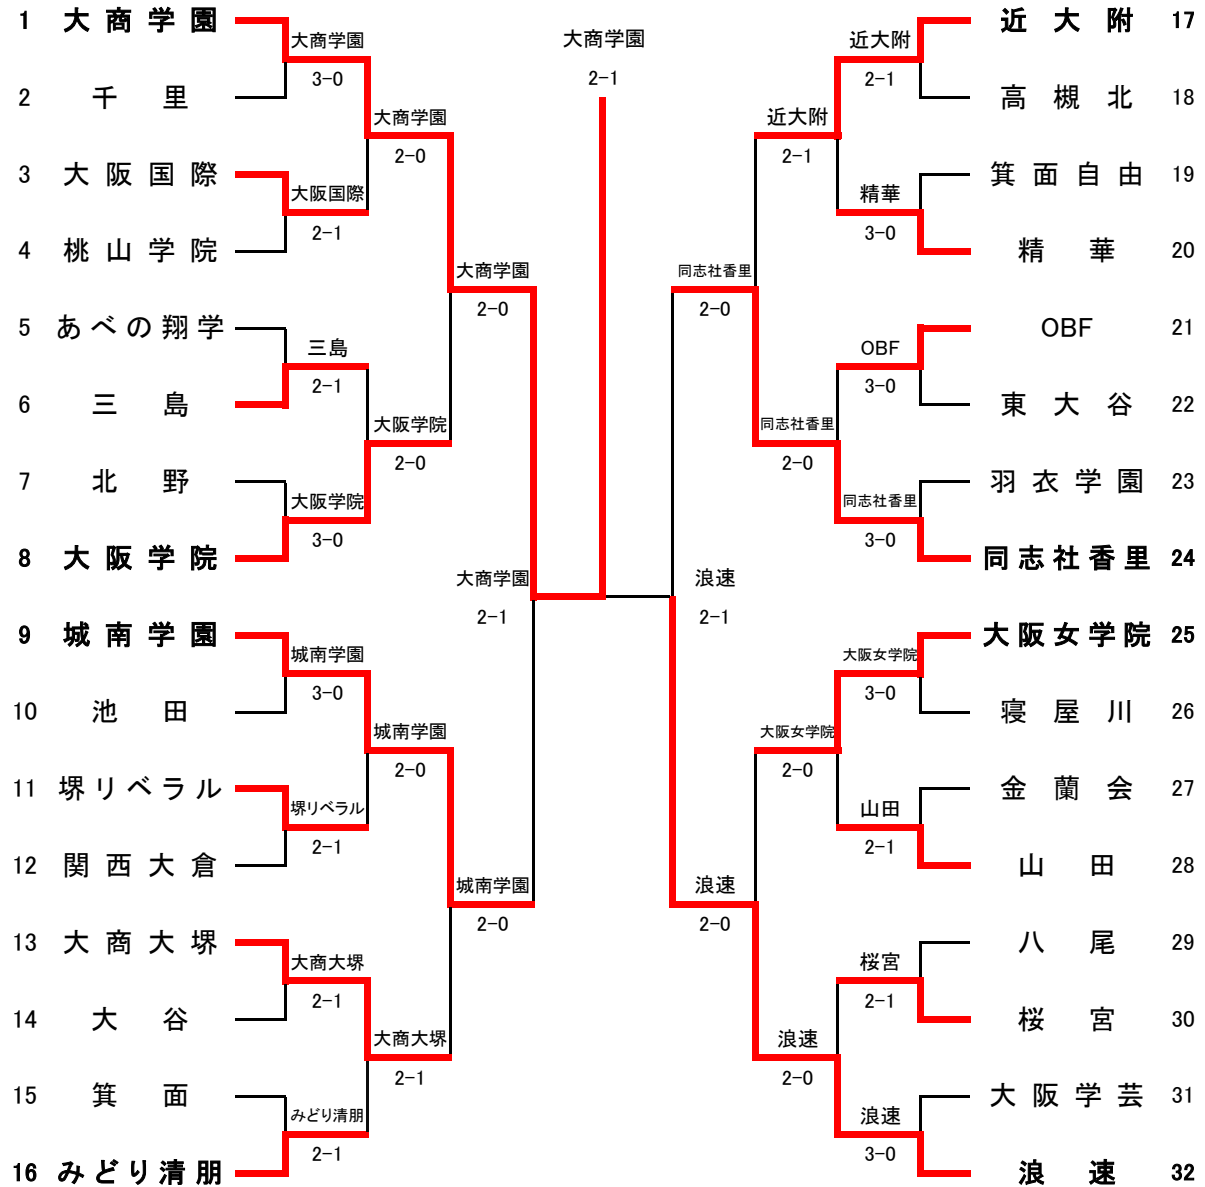 1 大商学園
大商学園
3-0
2 千里
大商学園
2-0
3 大阪国際
大阪国際
2-1
4 桃山学院
大商学園
2-0
5 あべの翔学
三島
2-1
6 三島
大阪学院
2-0
7 北野
大阪学院
3-0
8 大阪学院
大商学園
2-1
9 城南学園
城南学園
3-0
10 池田
城南学園
2-0
11 堺リベラル
堺リベラル
2-1
12 関西大倉
城南学園
2-0
13 大商大堺
大商大堺
2-1
14 大谷
大商大堺
2-1
15 箕面
みどり清朋
2-1
16 みどり清朋
大商学園
2-1
近大附 17
近大附
2-1
高槻北 18
近大附
2-1
箕面自由 19
精華
3-0
精華 20
同志社香里
2-0
OBF 21
OBF
3-0
東大谷 22
同志社香里
2-0
羽衣学園 23
同志社香里
3-0
同志社香里 24
浪速
2-1
大阪女学院 25
大阪女学院
3-0
寝屋川 26
大阪女学院
2-0
金蘭会 27
山田
2-1
山田 28
浪速
2-0
八尾 29
桜宮
2-1
桜宮 30
浪速
2-0
大阪学芸 31
浪速
3-0
浪速 32